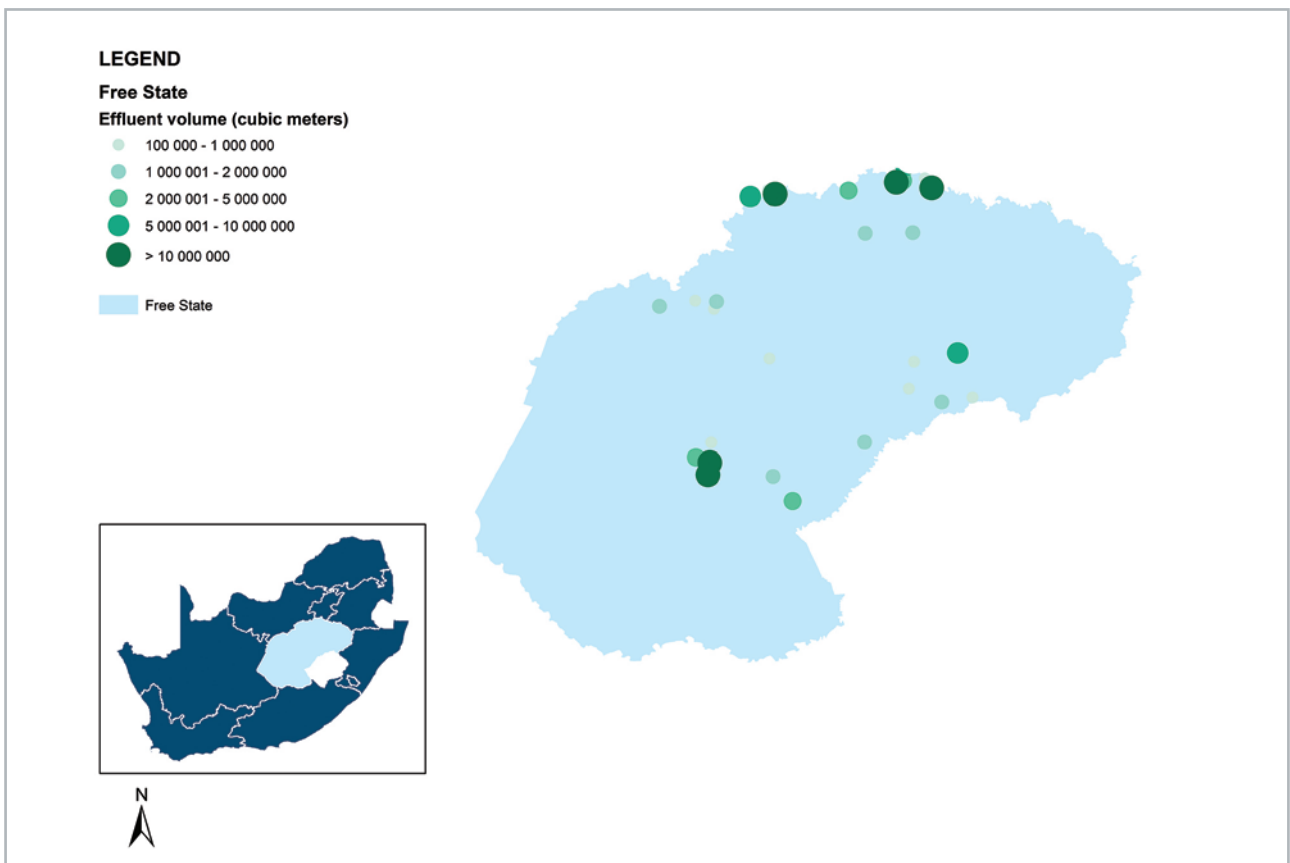 LEGEND
Free State
Effluent volume (cubic meters)
100 000 - 1 000 000
1 000 001 - 2 000 000
2 000 001 - 5 000 000
5 000 001 - 10 000 000
> 10 000 000
Free State
N